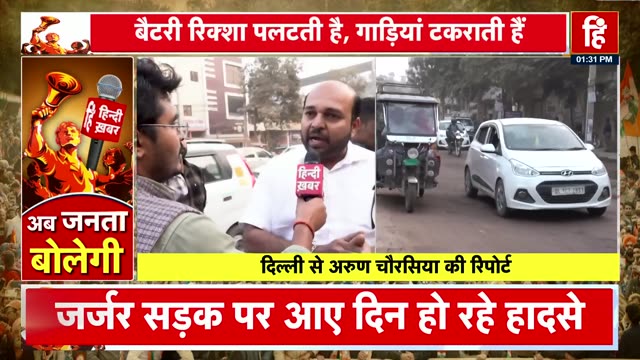 बैटरी रिक्शा पलटती है, गाड़ियां टकराती हैं
हिं
01:31 PM
हिन्दी
ख़बर
हिन्दी
ख़बर
अब जनता
बोलेगी
दिल्ली से अरुण चौरसिया की रिपोर्ट
जर्जर सड़क पर आए दिन हो रहे हादसे